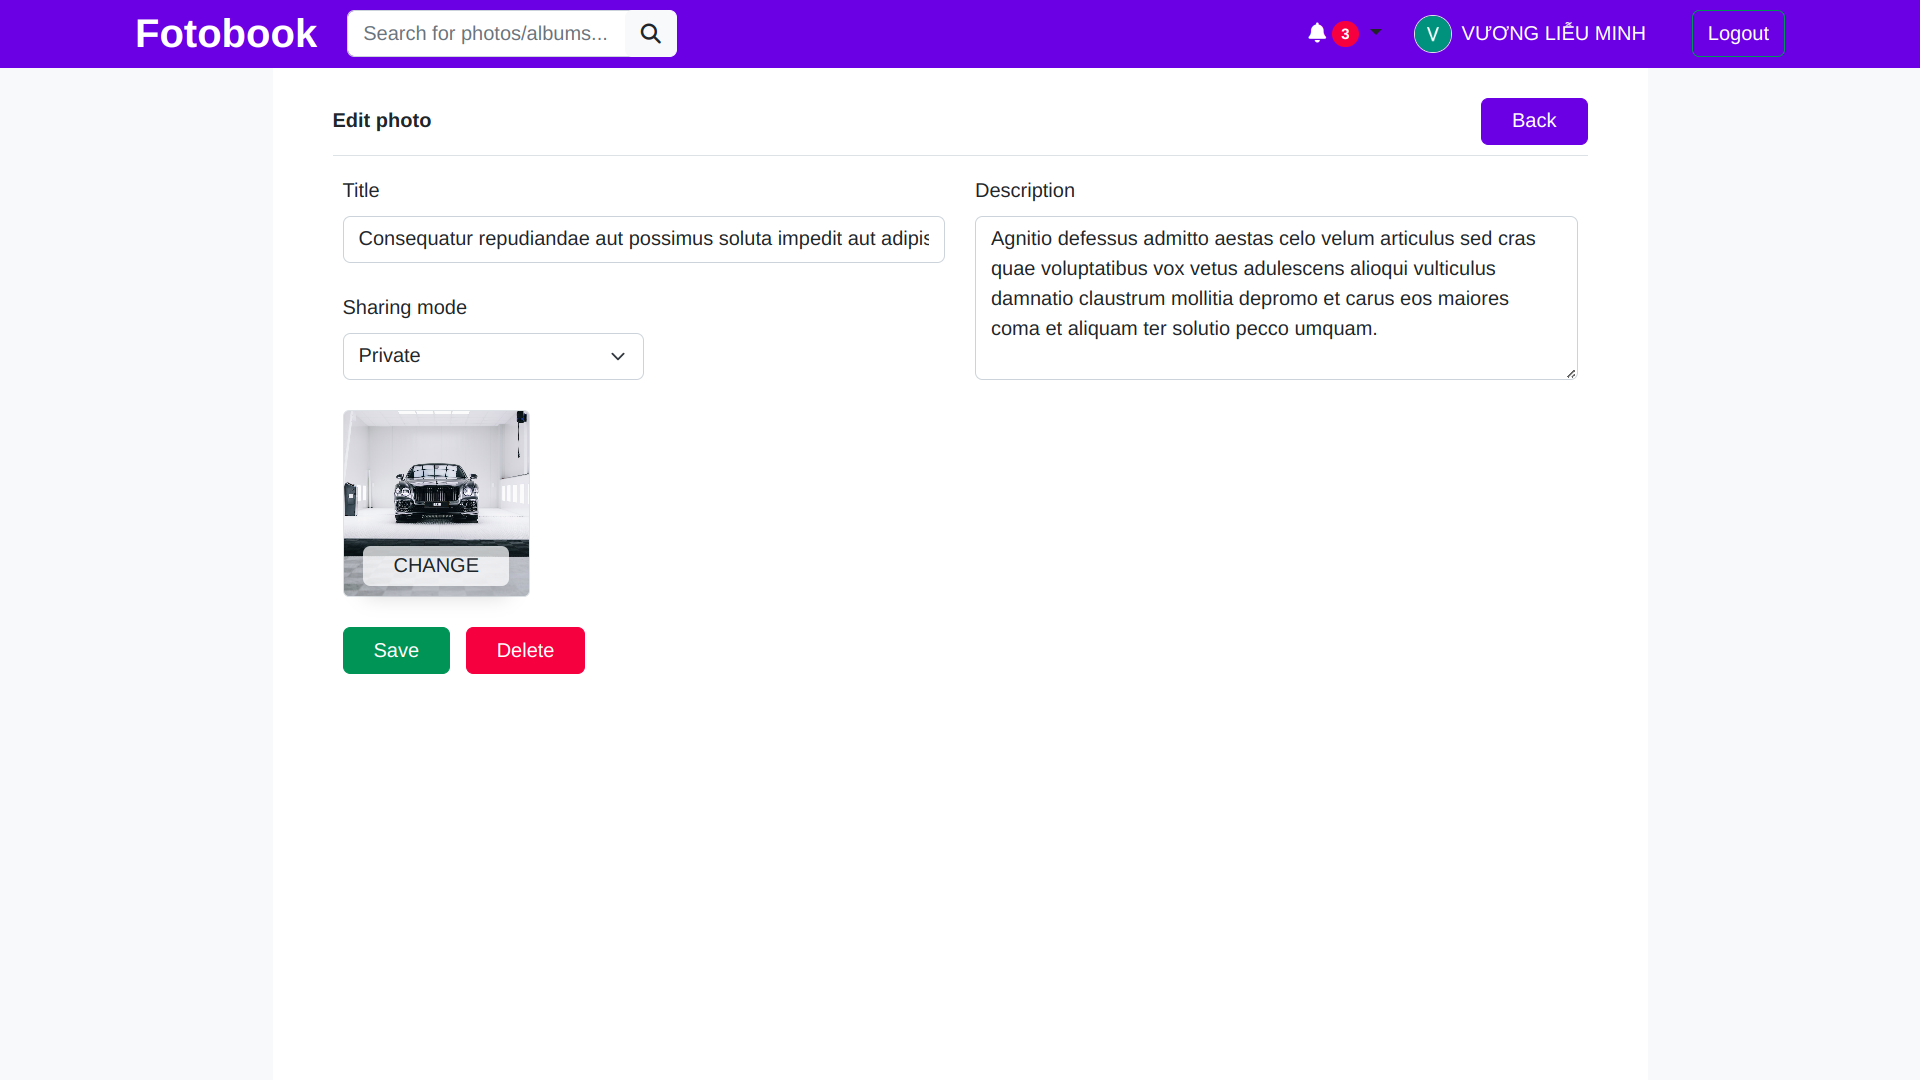 Fotobook
Search for photos/albums...
3
V
VƯƠNG LIỄU MINH
Logout
Edit photo
Back
Title
Description
Consequatur repudiandae aut possimus soluta impedit aut adipis
Agnitio defessus admitto aestas celo velum articulus sed cras
quae voluptatibus vox vetus adulescens alioqui vulticulus
damnatio claustrum mollitia depromo et carus eos maiores
coma et aliquam ter solutio pecco umquam.
Sharing mode
Private
CHANGE
Save
Delete